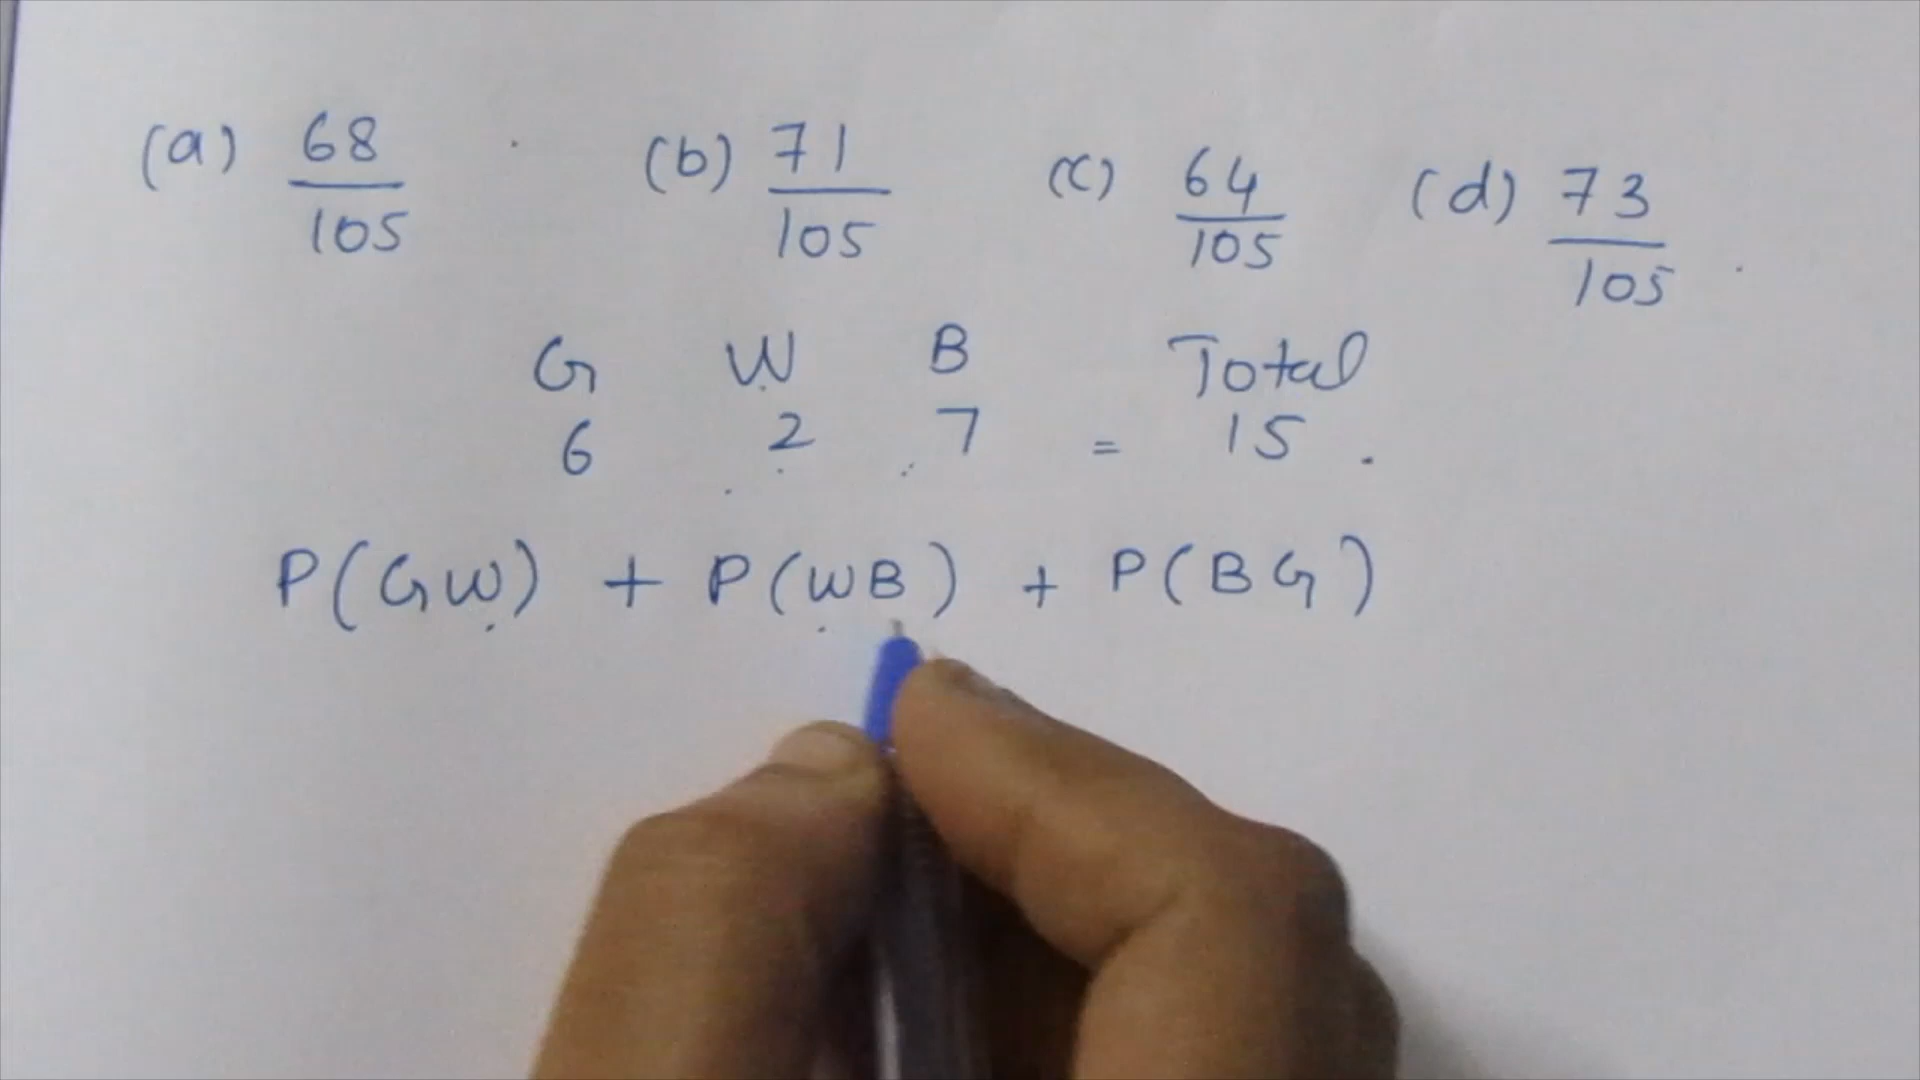 (a) 68/105 (b) 71/105 (c) 64/105 (d) 73/105
G W B Total
6 2 7 = 15.
P(GW) + P(WB) + P(BG)